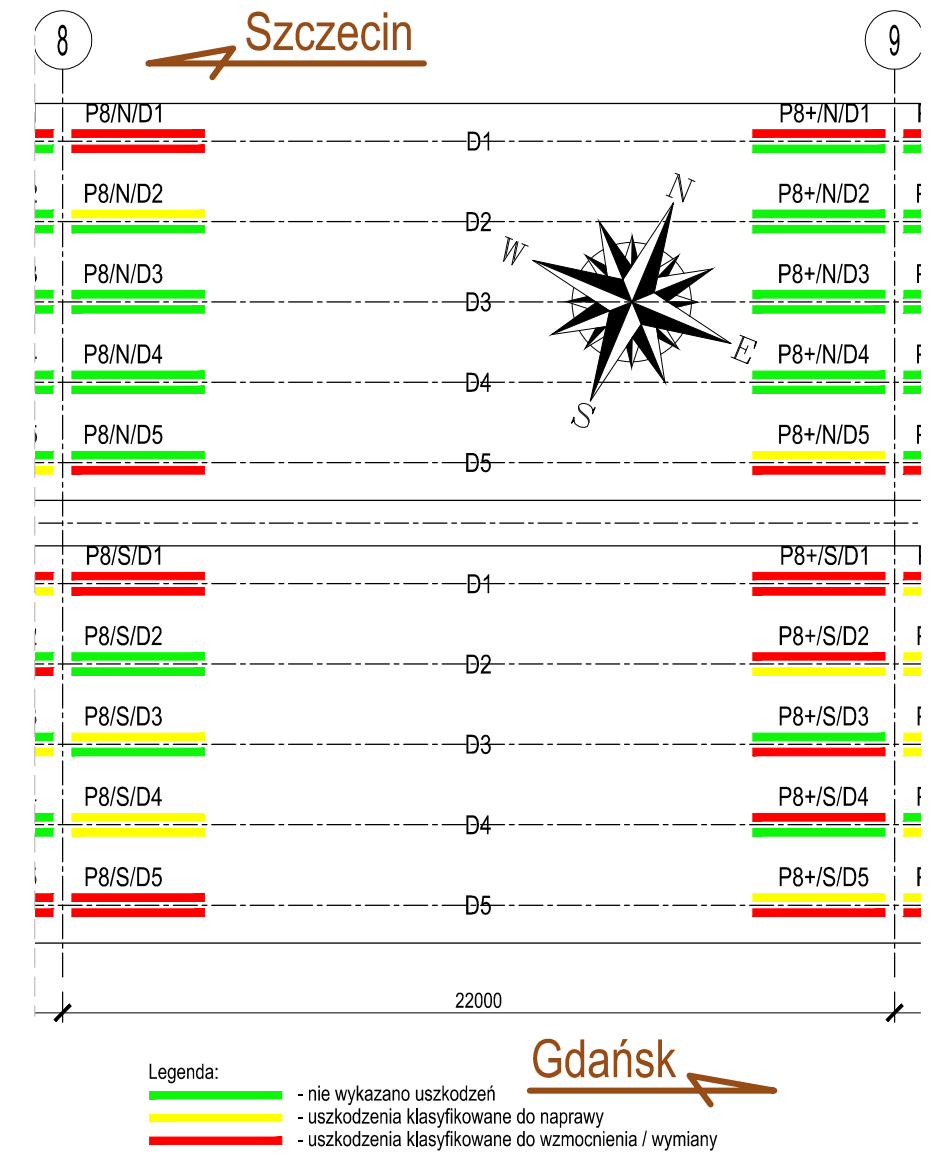 8
Szczecin
9
P8/N/D1
P8+/N/D1
D1
P8/N/D2
P8+/N/D2
D2
N
W
P8/N/D3
P8+/N/D3
D3
E
P8/N/D4
P8+/N/D4
D4
S
P8/N/D5
P8+/N/D5
D5
P8/S/D1
P8+/S/D1
D1
P8/S/D2
P8+/S/D2
D2
P8/S/D3
P8+/S/D3
D3
P8/S/D4
P8+/S/D4
D4
P8/S/D5
P8+/S/D5
D5
22000
Gdańsk
Legenda:
- nie wykazano uszkodzeń
- uszkodzenia klasyfikowane do naprawy
- uszkodzenia klasyfikowane do wzmocnienia / wymiany